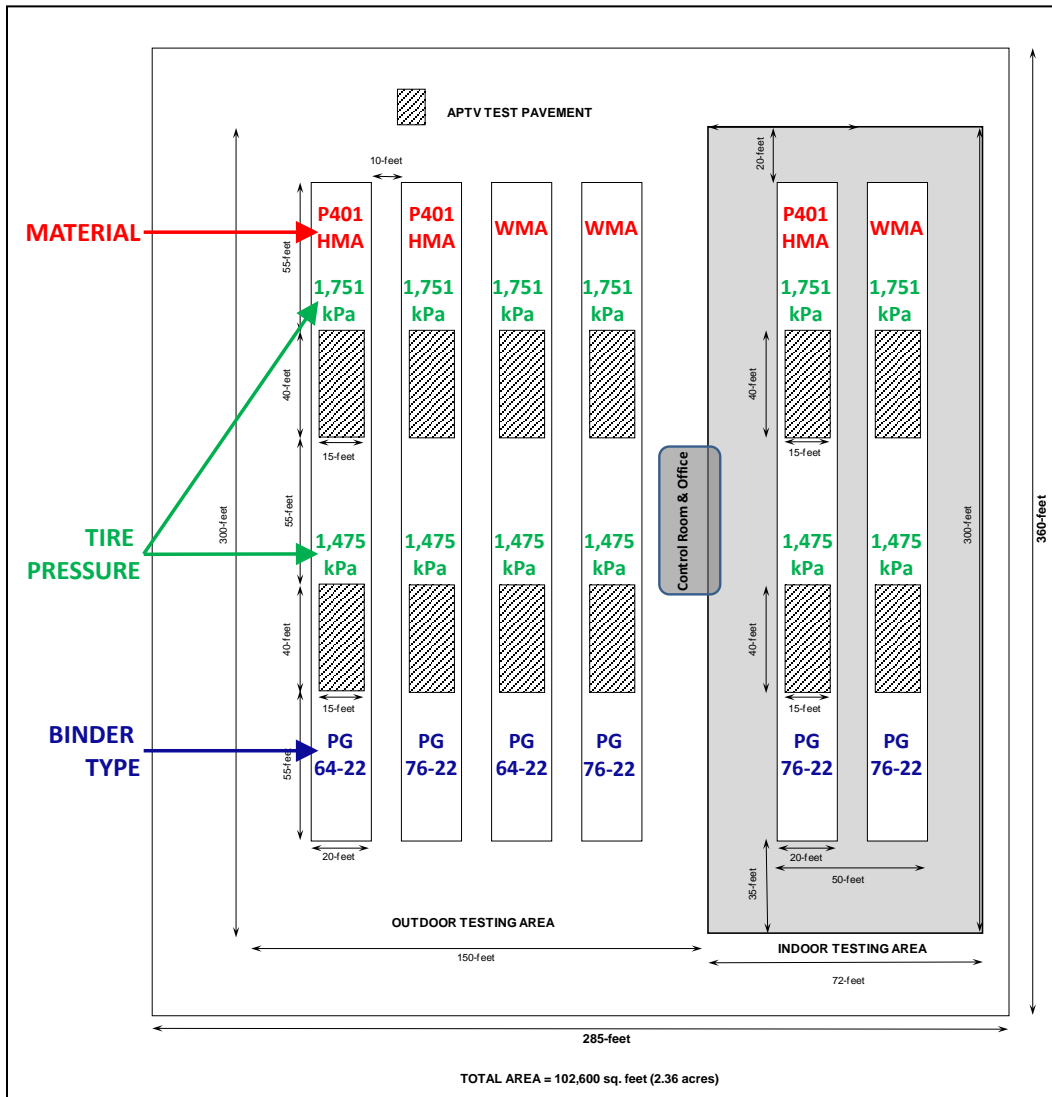 APTV TEST PAVEMENT
10-feet
20-feet
MATERIAL
P401
HMA
P401
HMA
WMA
WMA
P401
HMA
WMA
55-feet
1,751
kPa
1,751
kPa
1,751
kPa
1,751
kPa
1,751
kPa
1,751
kPa
40-feet
40-feet
15-feet
15-feet
300-feet
55-feet
Control Room & Office
300-feet
360-feet
TIRE
PRESSURE
1,475
kPa
1,475
kPa
1,475
kPa
1,475
kPa
1,475
kPa
1,475
kPa
40-feet
40-feet
15-feet
15-feet
BINDER
TYPE
55-feet
PG
64-22
PG
76-22
PG
64-22
PG
76-22
PG
76-22
PG
76-22
20-feet
20-feet
35-feet
50-feet
OUTDOOR TESTING AREA
INDOOR TESTING AREA
150-feet
72-feet
285-feet
TOTAL AREA = 102,600 sq. feet (2.36 acres)